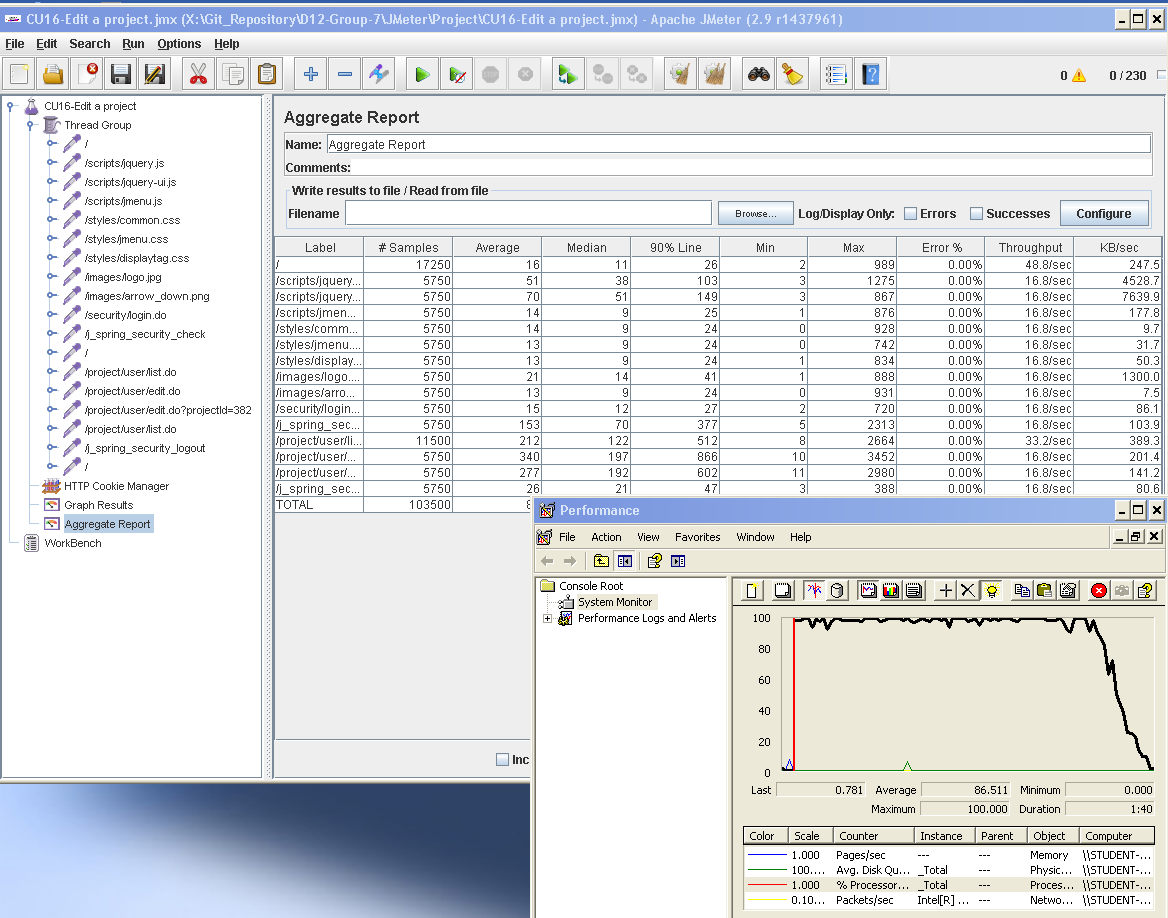 CU16-Edit a project.jmx (X:\Git_Repository\D12-Group-7\JMeter\Project\CU16-Edit a project.jmx) - Apache JMeter (2.9 r1437961)
File Edit Search Run Options Help
0 0 / 230
CU16-Edit a project
Thread Group
/
/scripts/jquery.js
/scripts/jquery-ui.js
/scripts/jmenu.js
/styles/common.css
/styles/jmenu.css
/styles/displaytag.css
/images/logo.jpg
/images/arrow_down.png
/security/login.do
/j_spring_security_check
/
/project/user/list.do
/project/user/edit.do
/project/user/edit.do?projectId=382
/project/user/list.do
/j_spring_security_logout
/
HTTP Cookie Manager
Graph Results
Aggregate Report
WorkBench
Aggregate Report
Name: Aggregate Report
Comments:
Write results to file / Read from file
Filename Browse... Log/Display Only: Errors Successes Configure
Label # Samples Average Median 90% Line Min Max Error % Throughput KB/sec
/ 17250 16 11 26 2 989 0.00% 48.8/sec 247.5
/scripts/jquery... 5750 51 38 103 3 1275 0.00% 16.8/sec 4528.7
/scripts/jquery... 5750 70 51 149 3 867 0.00% 16.8/sec 7639.9
/scripts/jmen... 5750 14 9 25 1 876 0.00% 16.8/sec 177.8
/styles/comm... 5750 14 9 24 0 928 0.00% 16.8/sec 9.7
/styles/jmenu.... 5750 13 9 24 0 742 0.00% 16.8/sec 31.7
/styles/display... 5750 13 9 24 1 834 0.00% 16.8/sec 50.3
/images/logo.... 5750 21 14 41 1 888 0.00% 16.8/sec 1300.0
/images/arro... 5750 13 9 24 0 931 0.00% 16.8/sec 7.5
/security/login... 5750 15 12 27 2 720 0.00% 16.8/sec 86.1
/j_spring_sec... 5750 153 70 377 5 2313 0.00% 16.8/sec 103.9
/project/user/li... 11500 212 122 512 8 2664 0.00% 33.2/sec 389.3
/project/user/... 5750 340 197 866 10 3452 0.00% 16.8/sec 201.4
/project/user/... 5750 277 192 602 11 2980 0.00% 16.8/sec 141.2
/j_spring_sec... 5750 26 21 47 3 388 0.00% 16.8/sec 80.6
TOTAL 103500
Inc
Performance
File Action View Favorites Window Help
Console Root
System Monitor
Performance Logs and Alerts
100
80
60
40
20
0
Last 0.781 Average 86.511 Minimum 0.000
Maximum 100.000 Duration 1:40
Color Scale Counter Instance Parent Object Computer
1.000 Pages/sec --- --- Memory \\STUDENT-...
100.... Avg. Disk Qu... _Total --- Physic... \\STUDENT-...
1.000 % Processor... _Total --- Proces... \\STUDENT-...
0.10... Packets/sec Intel[R] ... --- Netwo... \\STUDENT-...